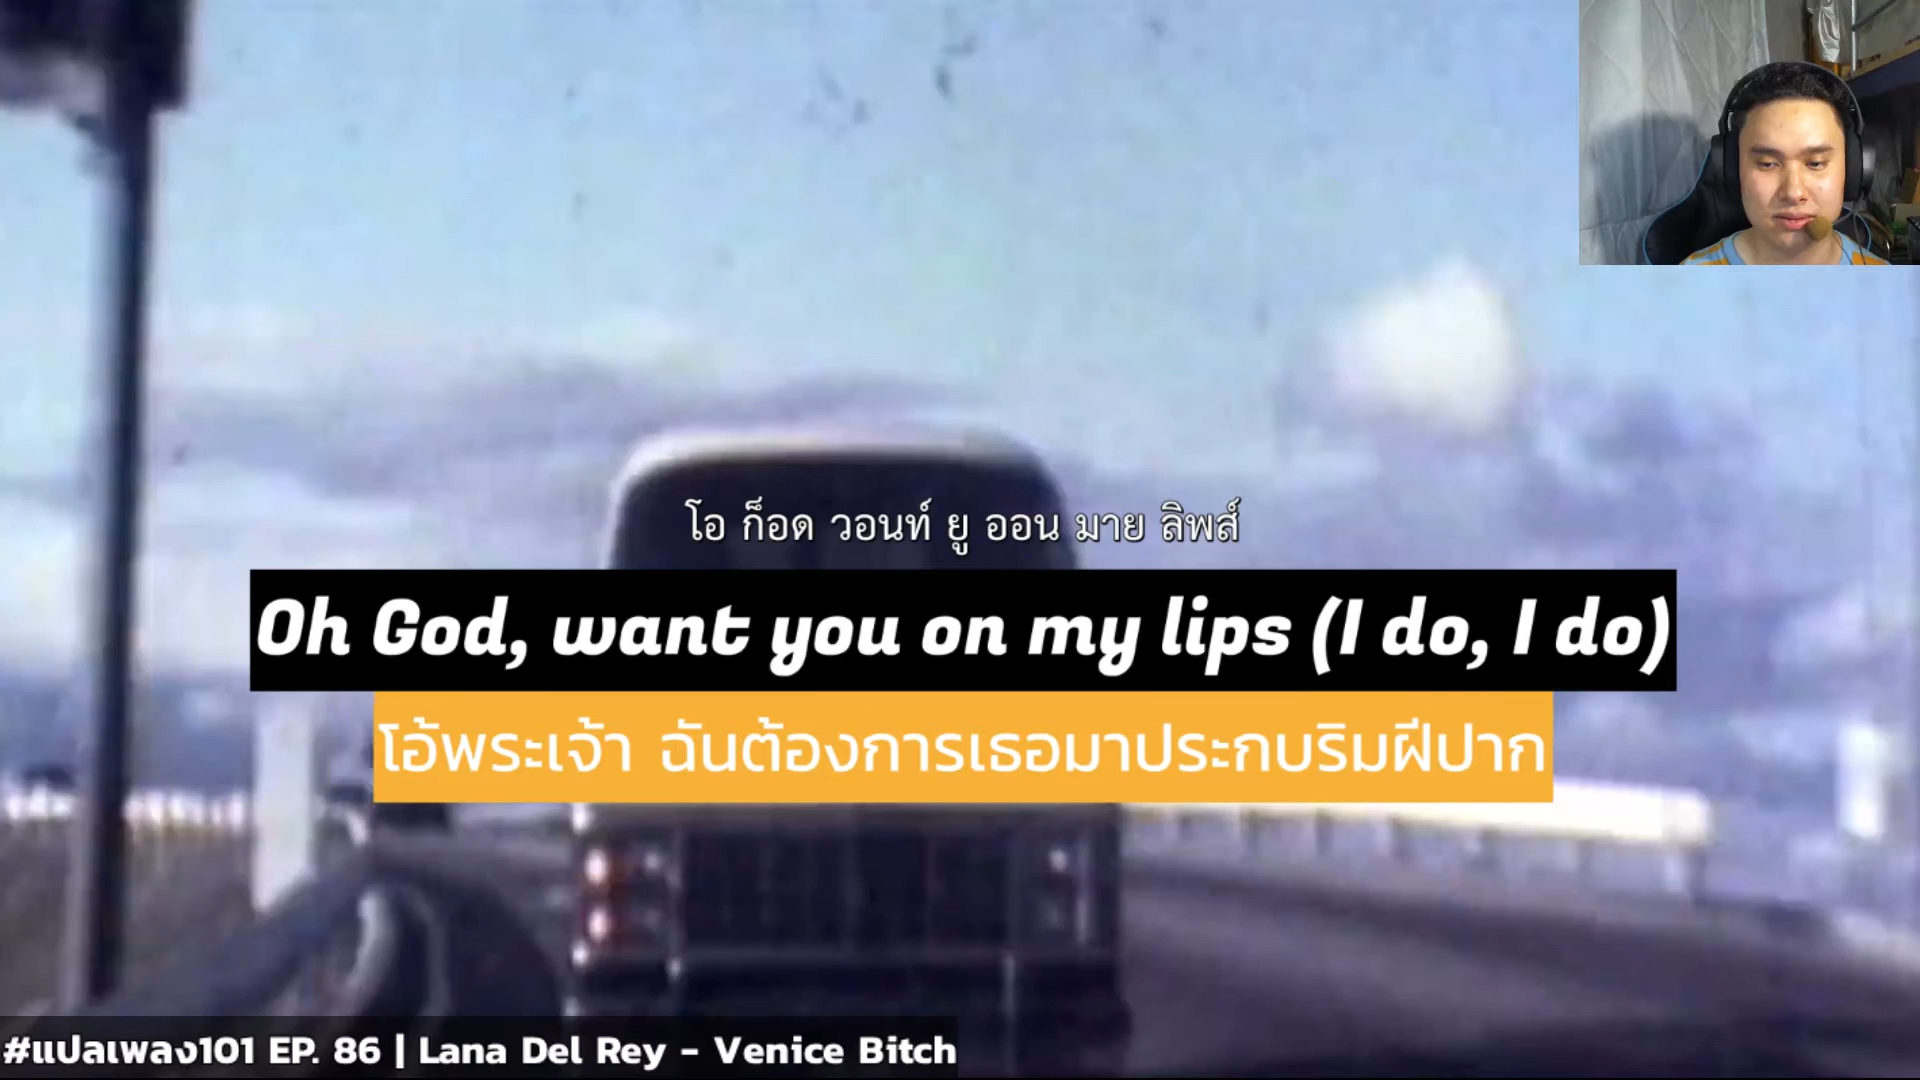 โอ ก็อด วอนท์ ยู ออน มาย ลิพส์
Oh God, want you on my lips (I do, I do)
โอ้พระเจ้า ฉันต้องการเธอมาประกบริมฝีปาก
#แปลเพลง101 EP. 86 | Lana Del Rey - Venice Bitch